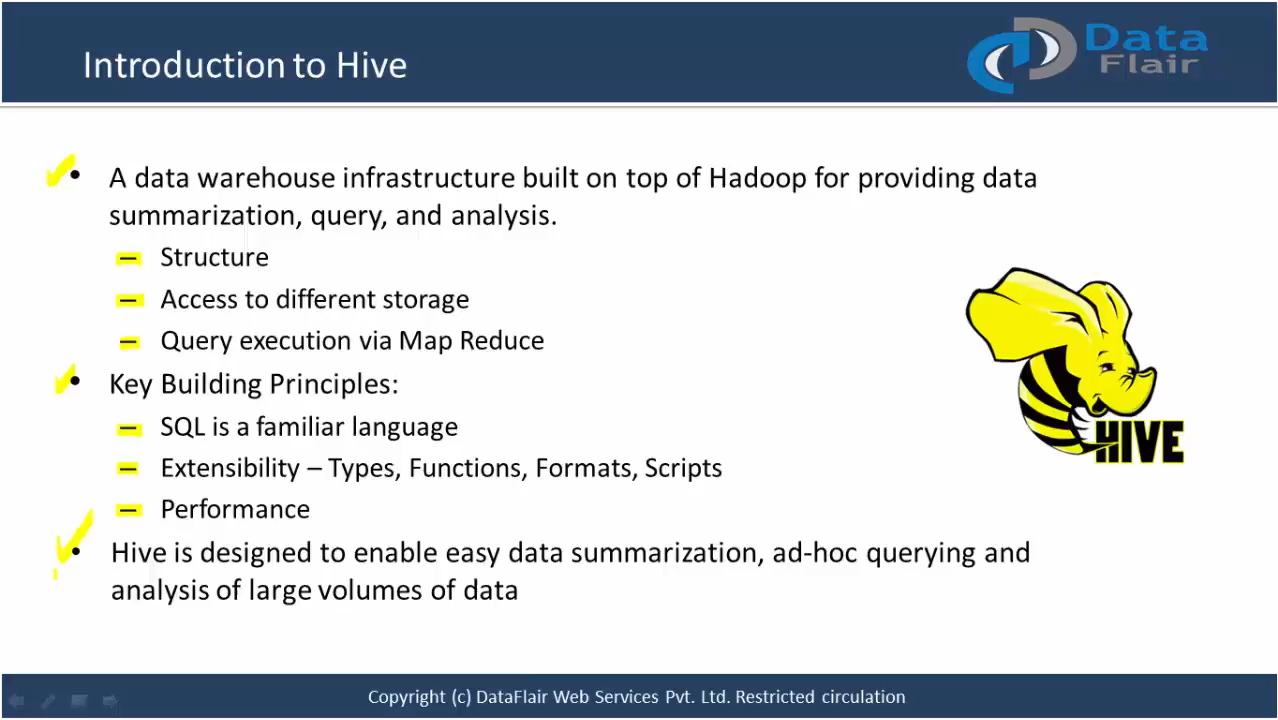 Introduction to Hive
Data
Flair
• A data warehouse infrastructure built on top of Hadoop for providing data
summarization, query, and analysis.
– Structure
– Access to different storage
– Query execution via Map Reduce
• Key Building Principles:
– SQL is a familiar language
– Extensibility – Types, Functions, Formats, Scripts
– Performance
• Hive is designed to enable easy data summarization, ad-hoc querying and
analysis of large volumes of data
HIVE
Copyright (c) DataFlair Web Services Pvt. Ltd. Restricted circulation